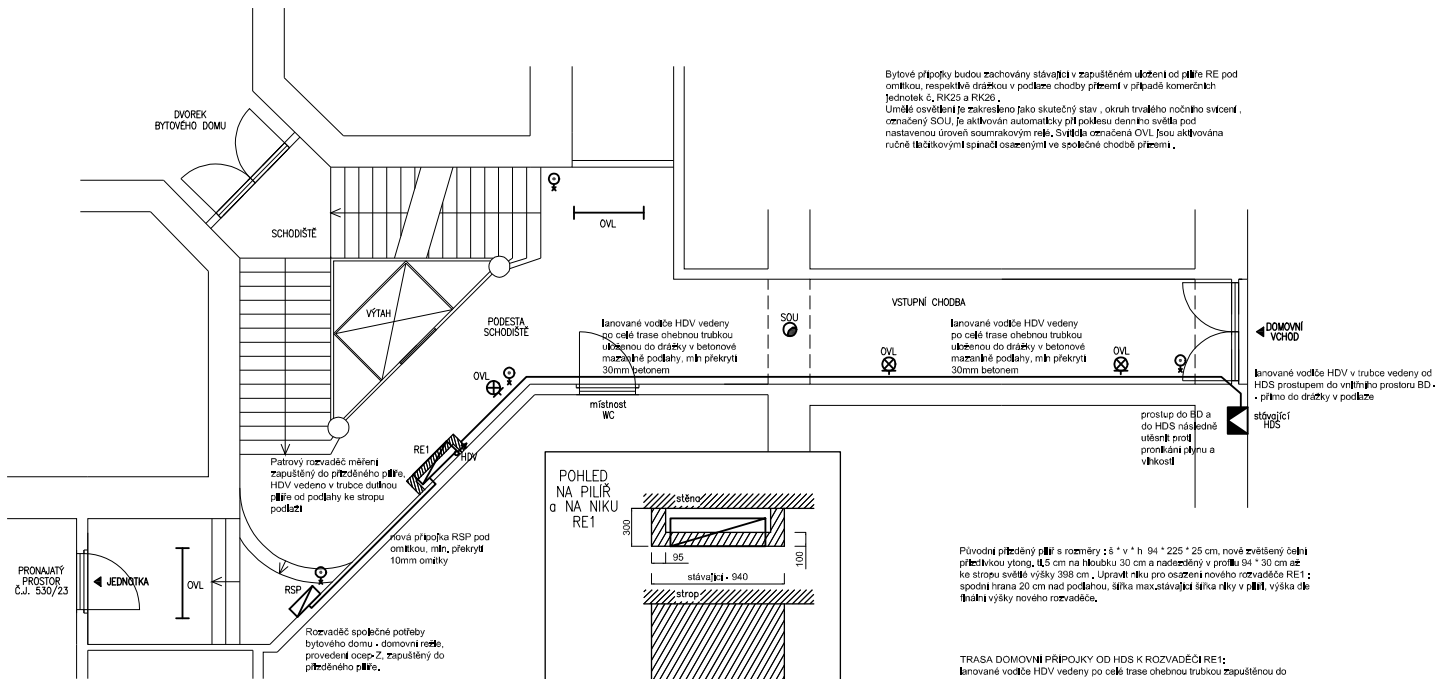 Bytové přípojky budou zachovány stávající v zapuštěném uložení od pilíře RE pod
omítkou, respektivě drážkou v podlaze chodby přízemí v případě komerčních
jednotek č. RK25 a RK26 .
Umělé osvětlení je zakresleno jako skutečný stav , okruh trvalého nočního svícení ,
označený SOU, je aktivován automaticky při poklesu denního světla pod
nastavenou úroveň soumrakovým relé. Svítidla označená OVL jsou aktivována
ručně tlačítkovými spínači osazenými ve společné chodbě přízemí .
DVOREK
BYTOVÉHO DOMU
SCHODIŠTĚ
OVL
VÝTAH
PODESTA
SCHODIŠTĚ
lanované vodiče HDV vedeny
po celé trase ohebnou trubkou
uloženou do drážky v betonové
mazanině podlahy, min překrytí
30mm betonem
SOU
VSTUPNÍ CHODBA
lanované vodiče HDV vedeny
po celé trase ohebnou trubkou
uloženou do drážky v betonové
mazanině podlahy, min překrytí
30mm betonem
OVL
OVL
DOMOVNÍ
VCHOD
lanované vodiče HDV v trubce vedeny od
HDS prostupem do vnitřního prostoru BD -
- přímo do drážky v podlaze
OVL
místnost
WC
prostup do BD a
do HDS následně
utěsnit proti
pronikání plynu a
vlhkosti
stávající
HDS
RE1
HDV
Patrový rozvaděč měření
zapuštěný do přizděného pilíře,
HDV vedeno v trubce dutinou
pilíře od podlahy ke stropu
podlaží
nová přípojka RSP pod
omítkou, min. překrytí
10mm omítky
POHLED
NA PILÍŘ
a NA NIKU
RE1
stěna
300
95
100
stávající - 940
strop
PRONAJATÝ
PROSTOR
Č.J. 530/23
JEDNOTKA
OVL
RSP
Rozvaděč společné potřeby
bytového domu - domovní režie,
provedení ocep-Z, zapuštěný do
přizděného pilíře.
Původní přizděný pilíř s rozměry : š * v * h 94 * 225 * 25 cm, nově zvětšený čelní
přizdívkou ytong, tl.5 cm na hloubku 30 cm a nadezděný v profilu 94 * 30 cm až
ke stropu světlé výšky 398 cm . Upravit niku pro osazení nového rozvaděče RE1 :
spodní hrana 20 cm nad podlahou, šířka max.stávající šířka niky v pilíři, výška dle
finální výšky nového rozvaděče.
TRASA DOMOVNÍ PŘÍPOJKY OD HDS K ROZVADĚČI RE1:
lanované vodiče HDV vedeny po celé trase ohebnou trubkou zapuštěnou do